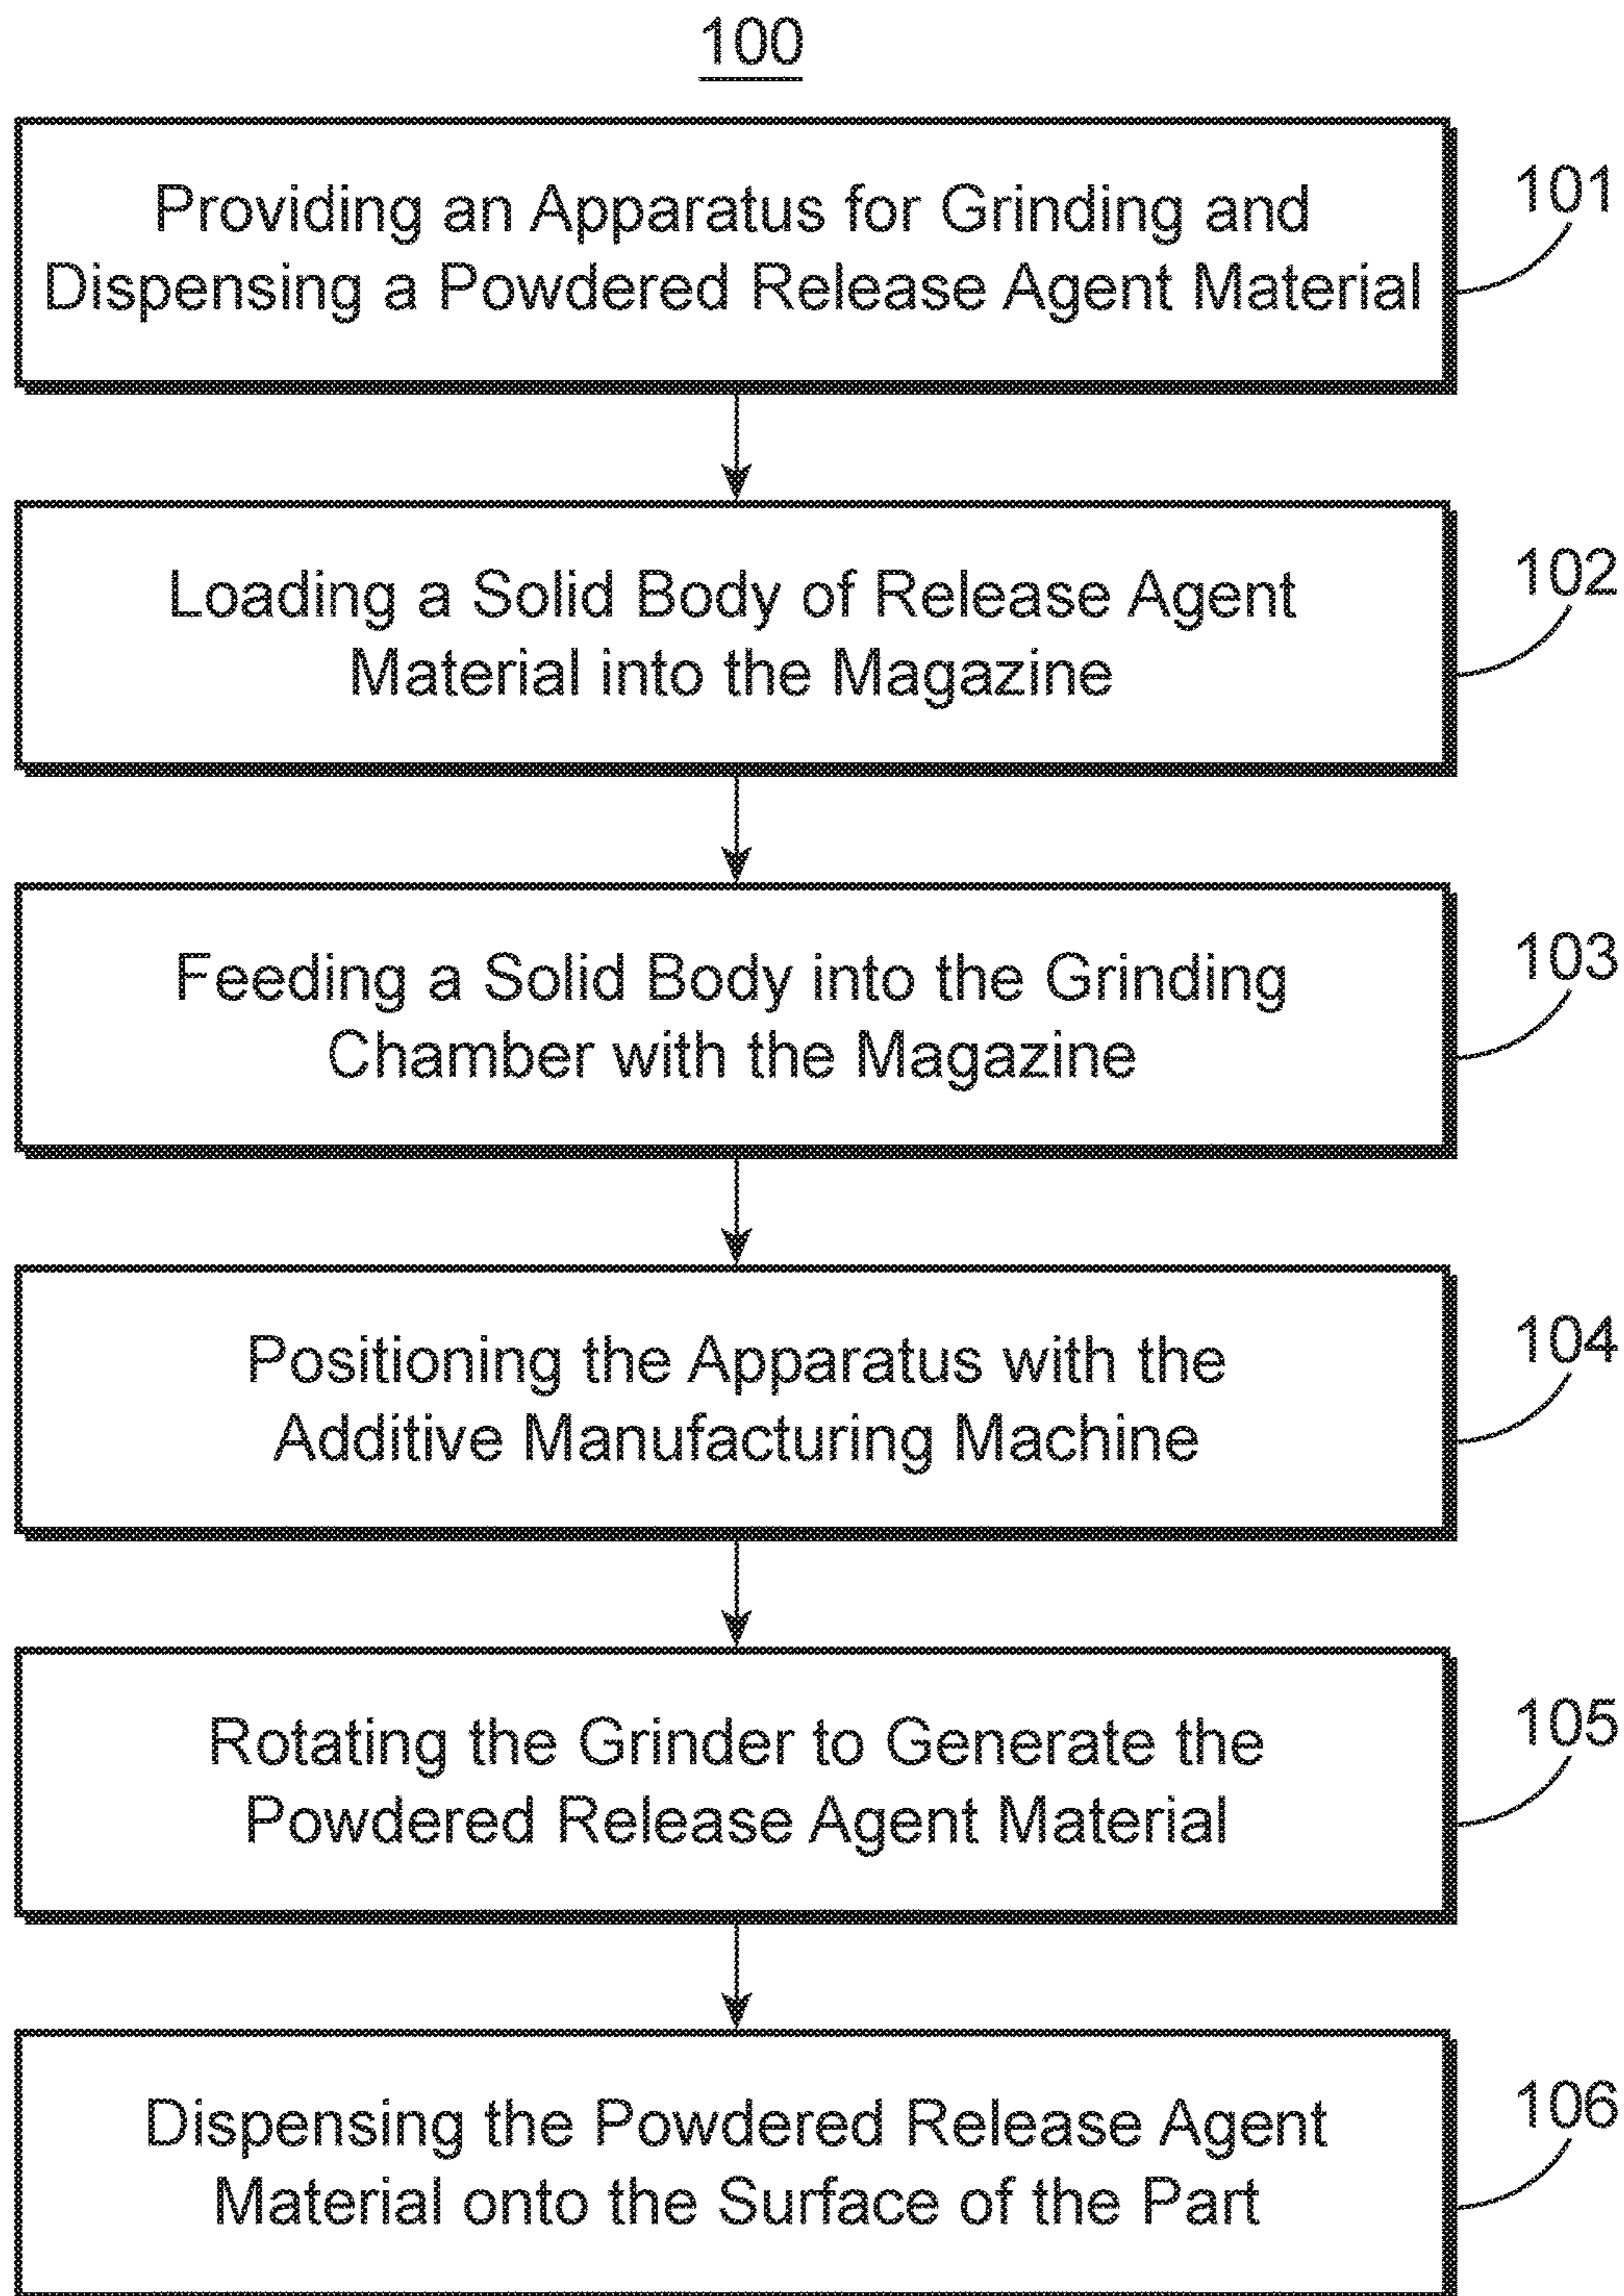 100
Providing an Apparatus for Grinding and
Dispensing a Powdered Release Agent Material
101
Loading a Solid Body of Release Agent
Material into the Magazine
102
Feeding a Solid Body into the Grinding
Chamber with the Magazine
103
Positioning the Apparatus with the
Additive Manufacturing Machine
104
Rotating the Grinder to Generate the
Powdered Release Agent Material
105
Dispensing the Powdered Release Agent
Material onto the Surface of the Part
106